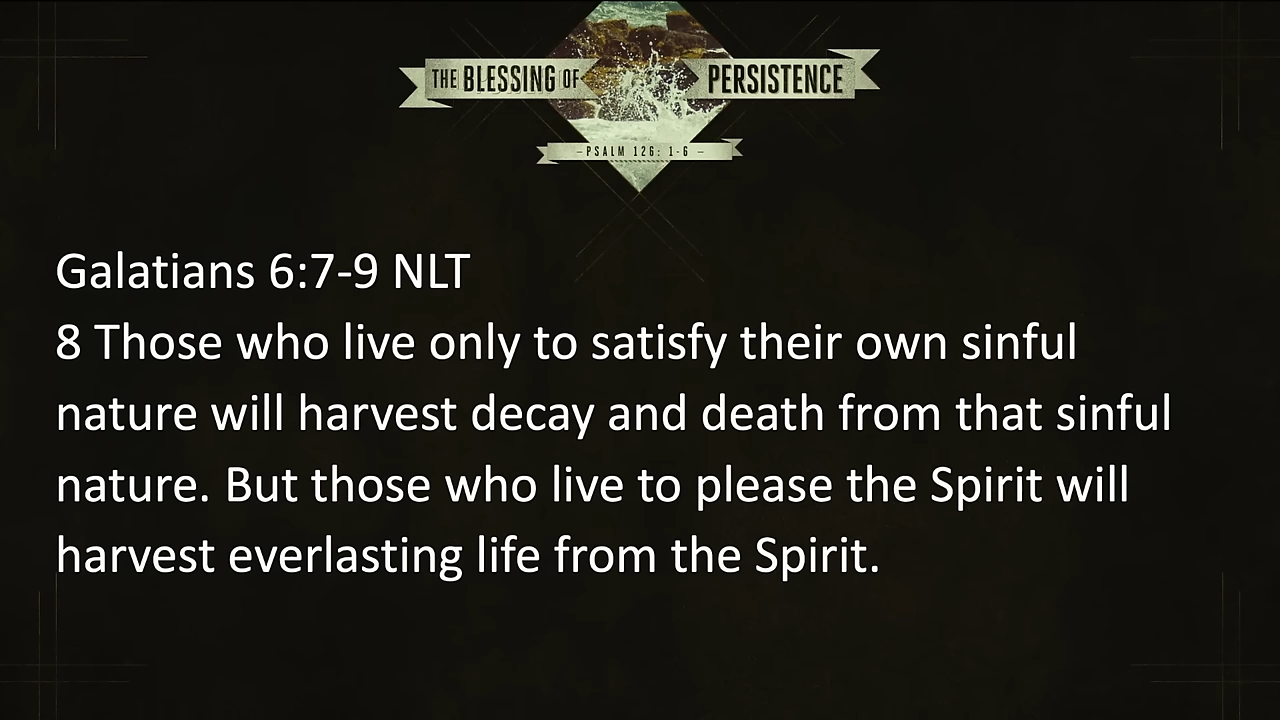 THE BLESSING OF PERSISTENCE
–PSALM 126: 1-6 –
Galatians 6:7-9 NLT
8 Those who live only to satisfy their own sinful
nature will harvest decay and death from that sinful
nature. But those who live to please the Spirit will
harvest everlasting life from the Spirit.